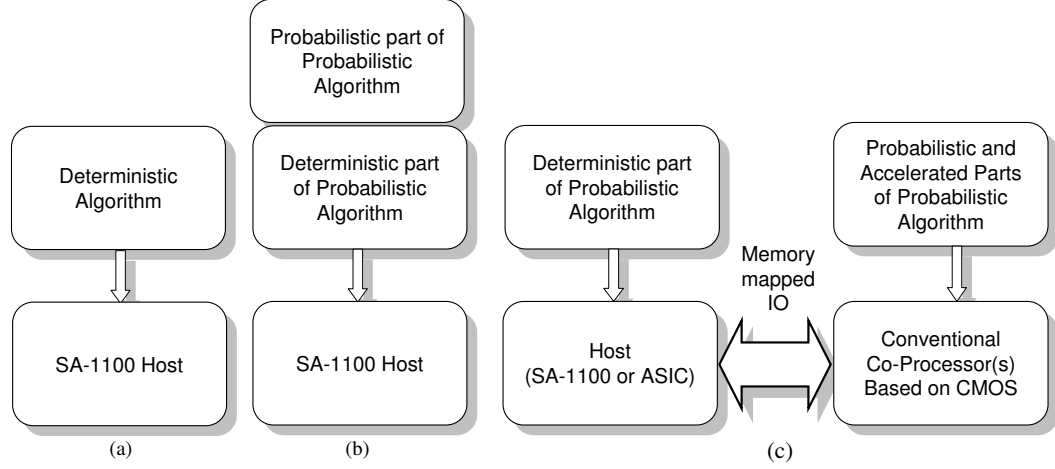 Probabilistic part of
Probabilistic
Algorithm
Deterministic
Algorithm
Deterministic part
of Probabilistic
Algorithm
Deterministic part
of Probabilistic
Algorithm
Probabilistic and
Accelerated Parts
of Probabilistic
Algorithm
Memory
mapped
IO
SA-1100 Host
SA-1100 Host
Host
(SA-1100 or ASIC)
Conventional
Co-Processor(s)
Based on CMOS
(a)
(b)
(c)